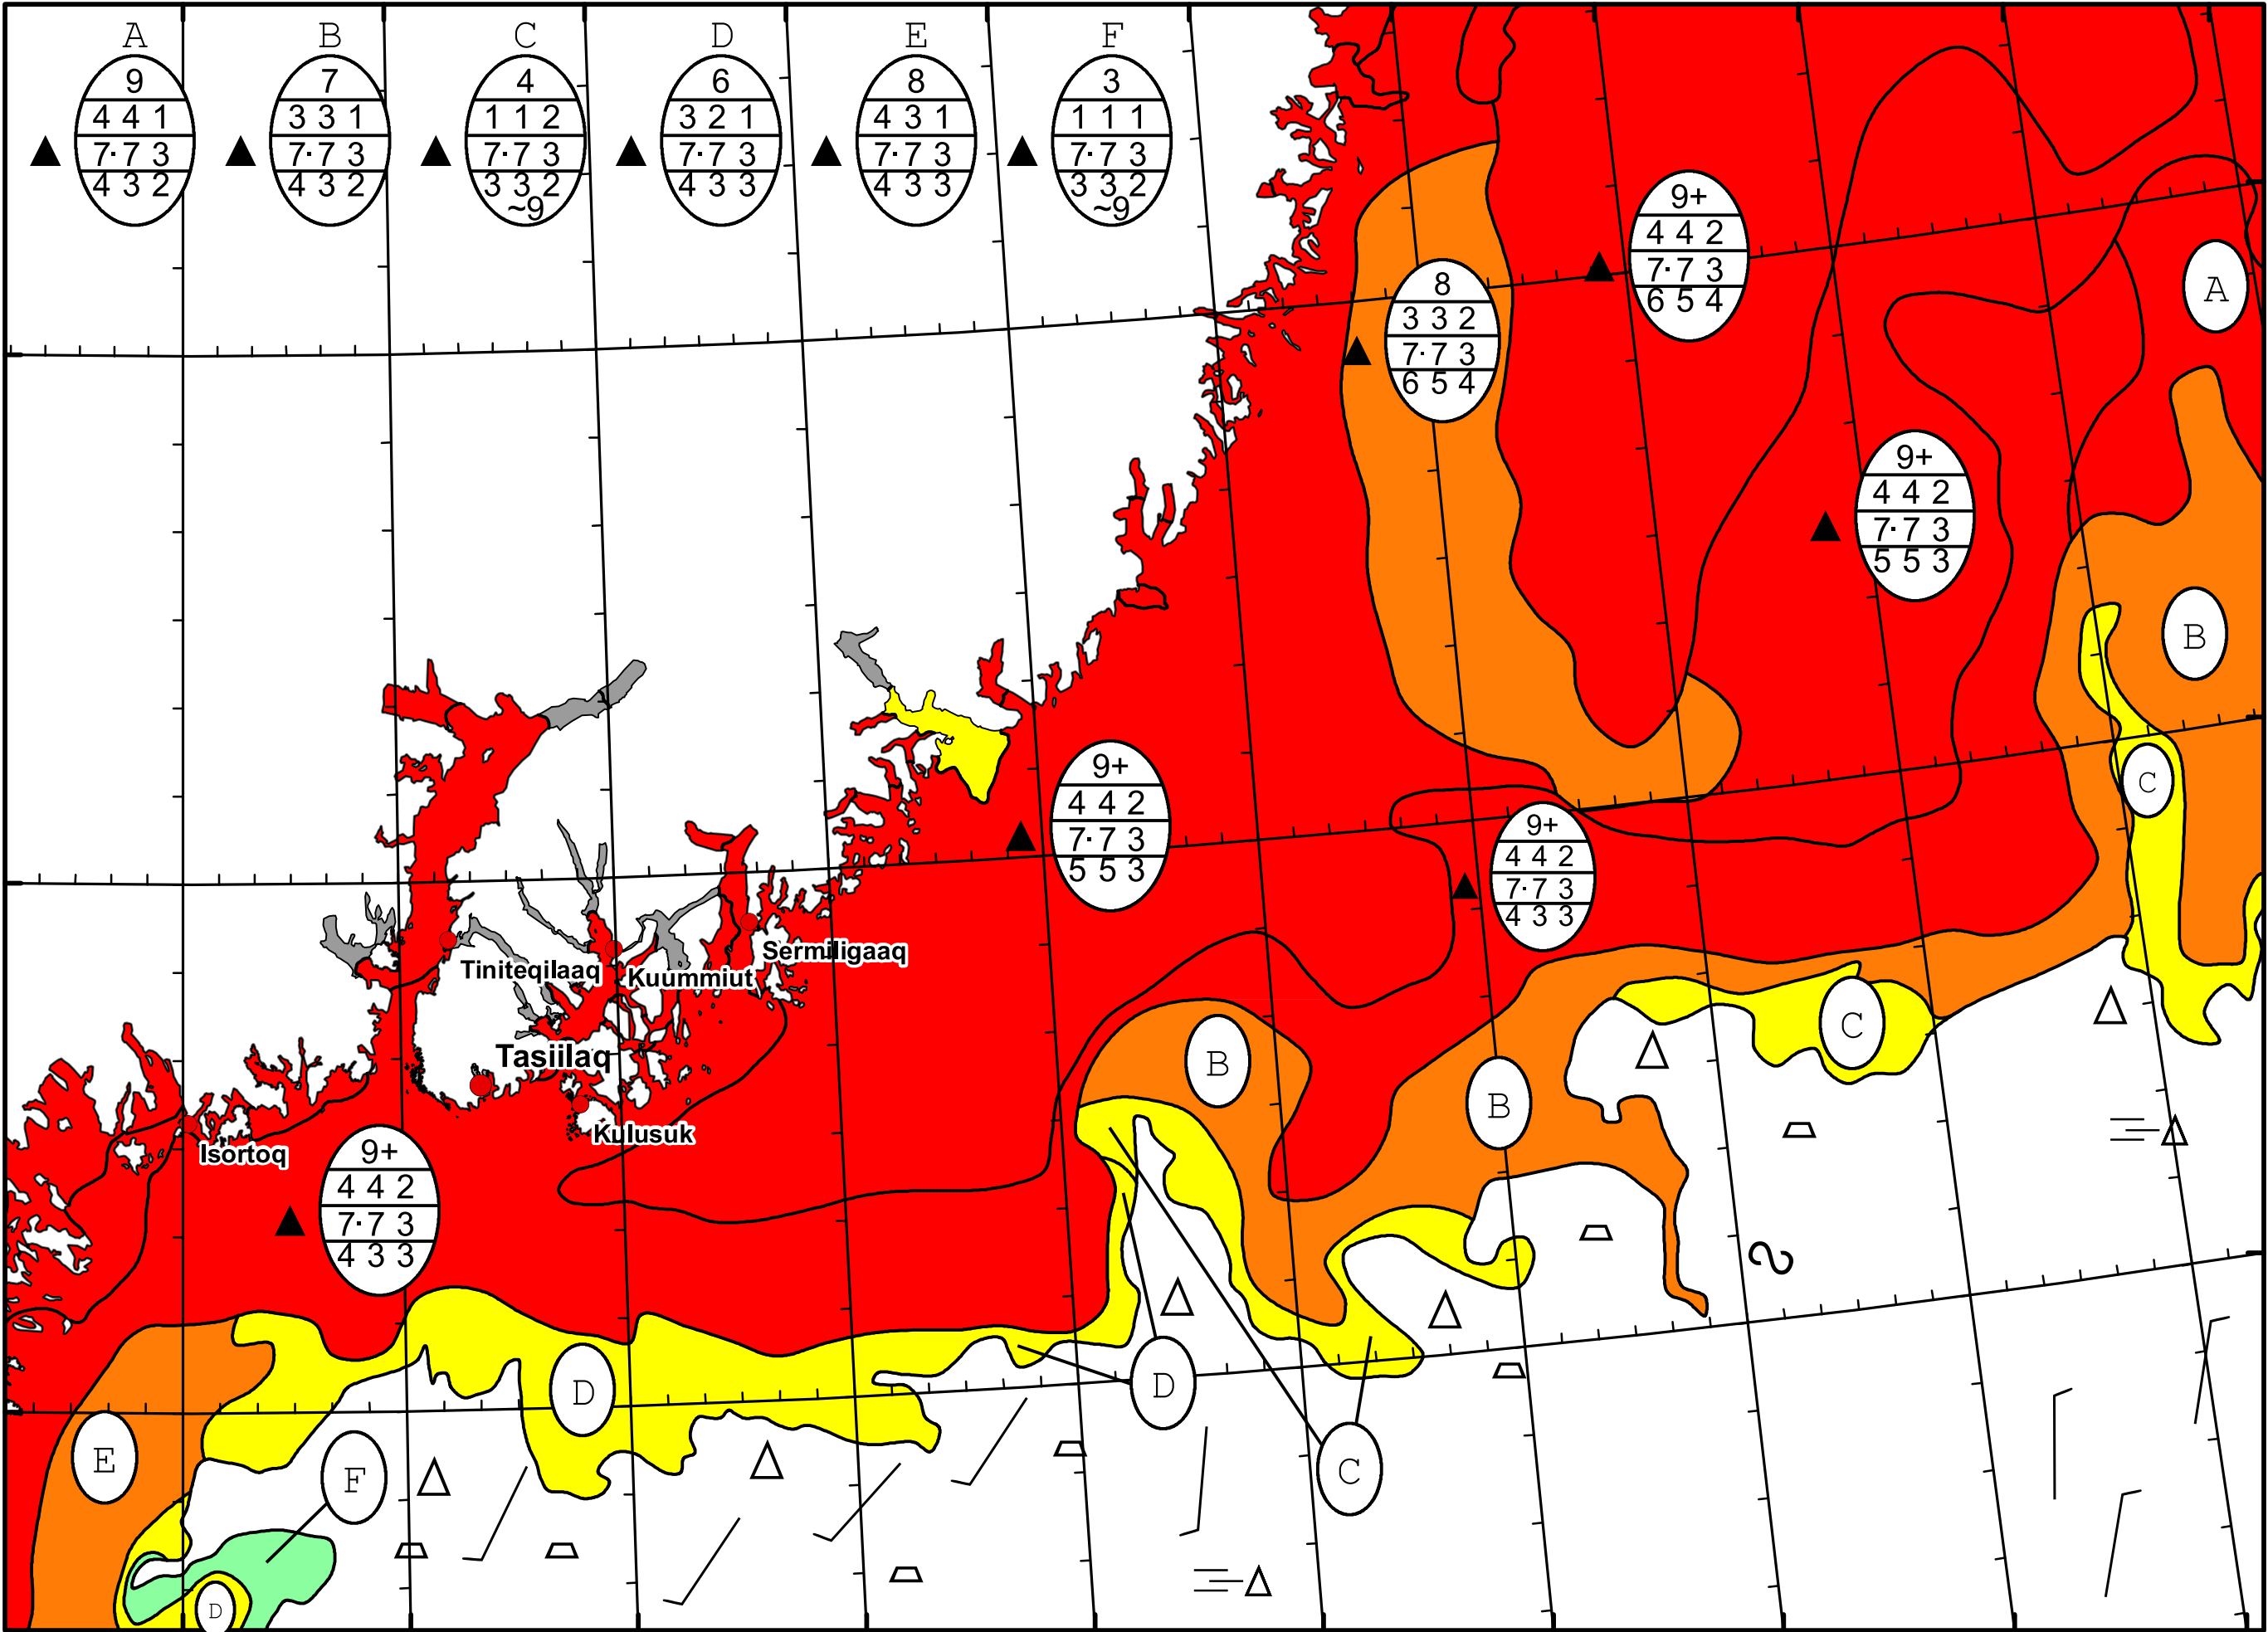 A B C D E F
9
4 4 1
7· 7 3
4 3 2
7
3 3 1
7· 7 3
4 3 2
4
1 1 2
7· 7 3
3 3 2
~9
6
3 2 1
7· 7 3
4 3 3
8
4 3 1
7· 7 3
4 3 3
3
1 1 1
7· 7 3
3 3 2
~9
9+
4 4 2
7· 7 3
6 5 4
8
3 3 2
7· 7 3
6 5 4
A
9+
4 4 2
7· 7 3
5 5 3
B
C
9+
4 4 2
7· 7 3
5 5 3
9+
4 4 2
7· 7 3
4 3 3
Sermiligaaq
Tiniteqilaaq
Kuummiut
Tasiilaq
Kulusuk
Isortoq
C
B
B
9+
4 4 2
7· 7 3
4 3 3
D
D
E
F
C
D